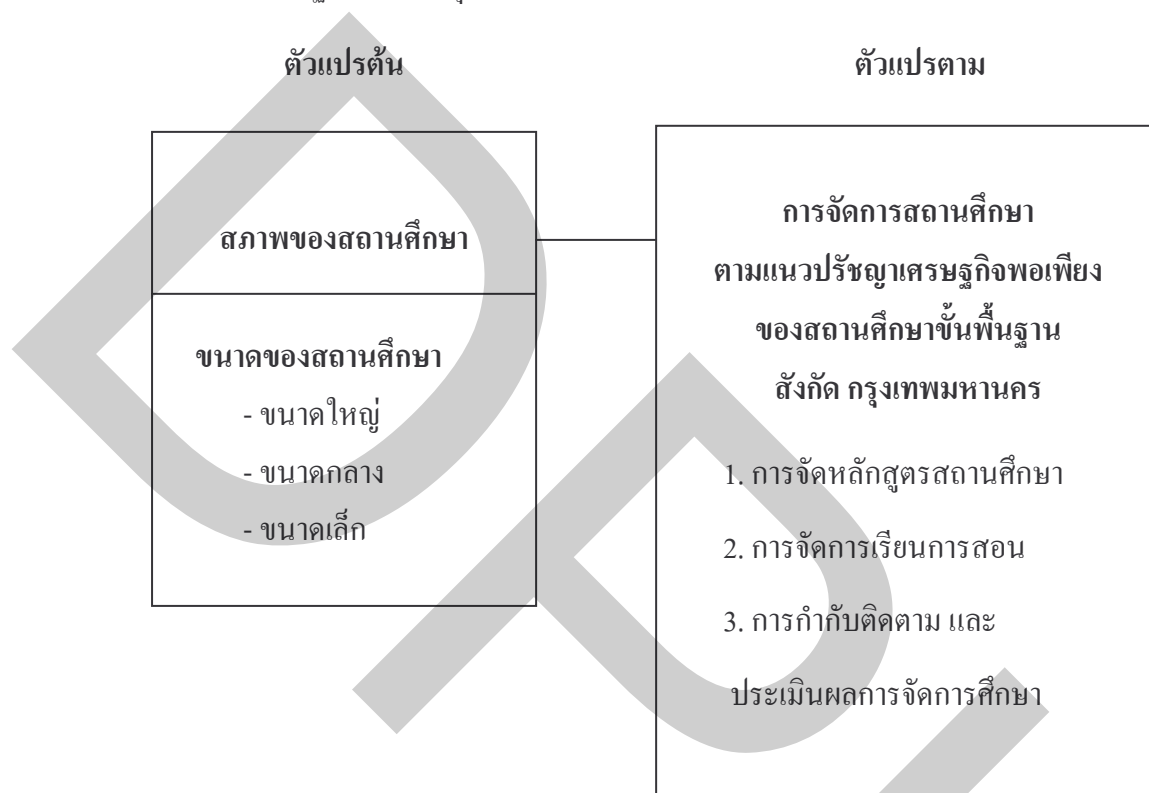 ตัวแปรต้น
ตัวแปรตาม
สภาพของสถานศึกษา
ขนาดของสถานศึกษา
- ขนาดใหญ่
- ขนาดกลาง
- ขนาดเล็ก
การจัดการสถานศึกษา
ตามแนวปรัชญาเศรษฐกิจพอเพียง
ของสถานศึกษาขั้นพื้นฐาน
สังกัด กรุงเทพมหานคร
1. การจัดหลักสูตรสถานศึกษา
2. การจัดการเรียนการสอน
3. การกำกับติดตาม และ
ประเมินผลการจัดการศึกษา